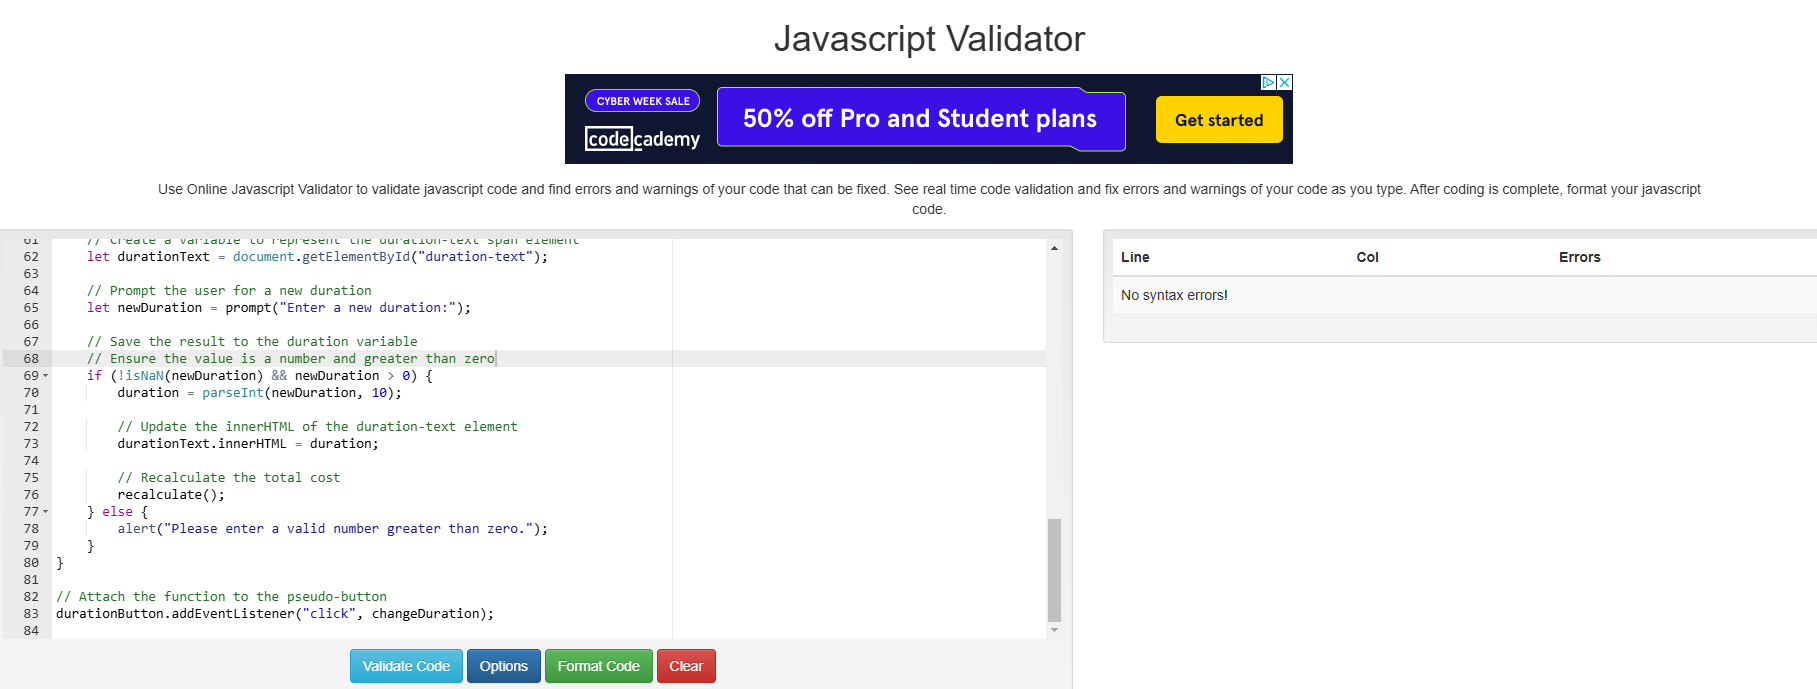 Javascript Validator
CYBER WEEK SALE
codecademy
50% off Pro and Student plans
Get started
Use Online Javascript Validator to validate javascript code and find errors and warnings of your code that can be fixed. See real time code validation and fix errors and warnings of your code as you type. After coding is complete, format your javascript
code.
61 // Create a variable to represent the duration-text span element
62 let durationText = document.getElementById("duration-text");
63
64 // Prompt the user for a new duration
65 let newDuration = prompt("Enter a new duration:");
66
67 // Save the result to the duration variable
68 // Ensure the value is a number and greater than zero
69 if (!isNaN(newDuration) && newDuration > 0) {
70 duration = parseInt(newDuration, 10);
71
72 // Update the innerHTML of the duration-text element
73 durationText.innerHTML = duration;
74
75 // Recalculate the total cost
76 recalculate();
77 } else {
78 alert("Please enter a valid number greater than zero.");
79 }
80 }
81
82 // Attach the function to the pseudo-button
83 durationButton.addEventListener("click", changeDuration);
84
Validate Code Options Format Code Clear
Line Col Errors
No syntax errors!